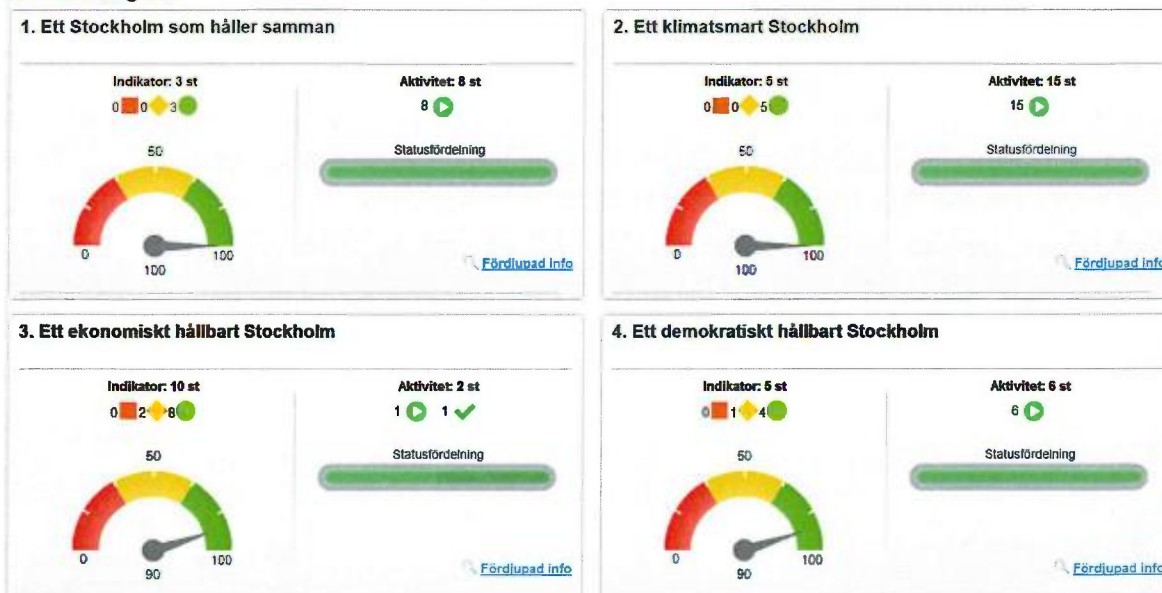 1. Ett Stockholm som håller samman
Indikator: 3 st
0 0 3
50
0
100
100
Aktivitet: 8 st
8
Statusfördelning
Fördjupad info
2. Ett klimatsmart Stockholm
Indikator: 5 st
0 0 5
50
0
100
100
Aktivitet: 15 st
15
Statusfördelning
Fördjupad info
3. Ett ekonomiskt hållbart Stockholm
Indikator: 10 st
0 2 8
50
0
100
90
Aktivitet: 2 st
1 1
Statusfördelning
Fördjupad info
4. Ett demokratiskt hållbart Stockholm
Indikator: 5 st
0 1 4
50
0
100
90
Aktivitet: 6 st
6
Statusfördelning
Fördjupad info